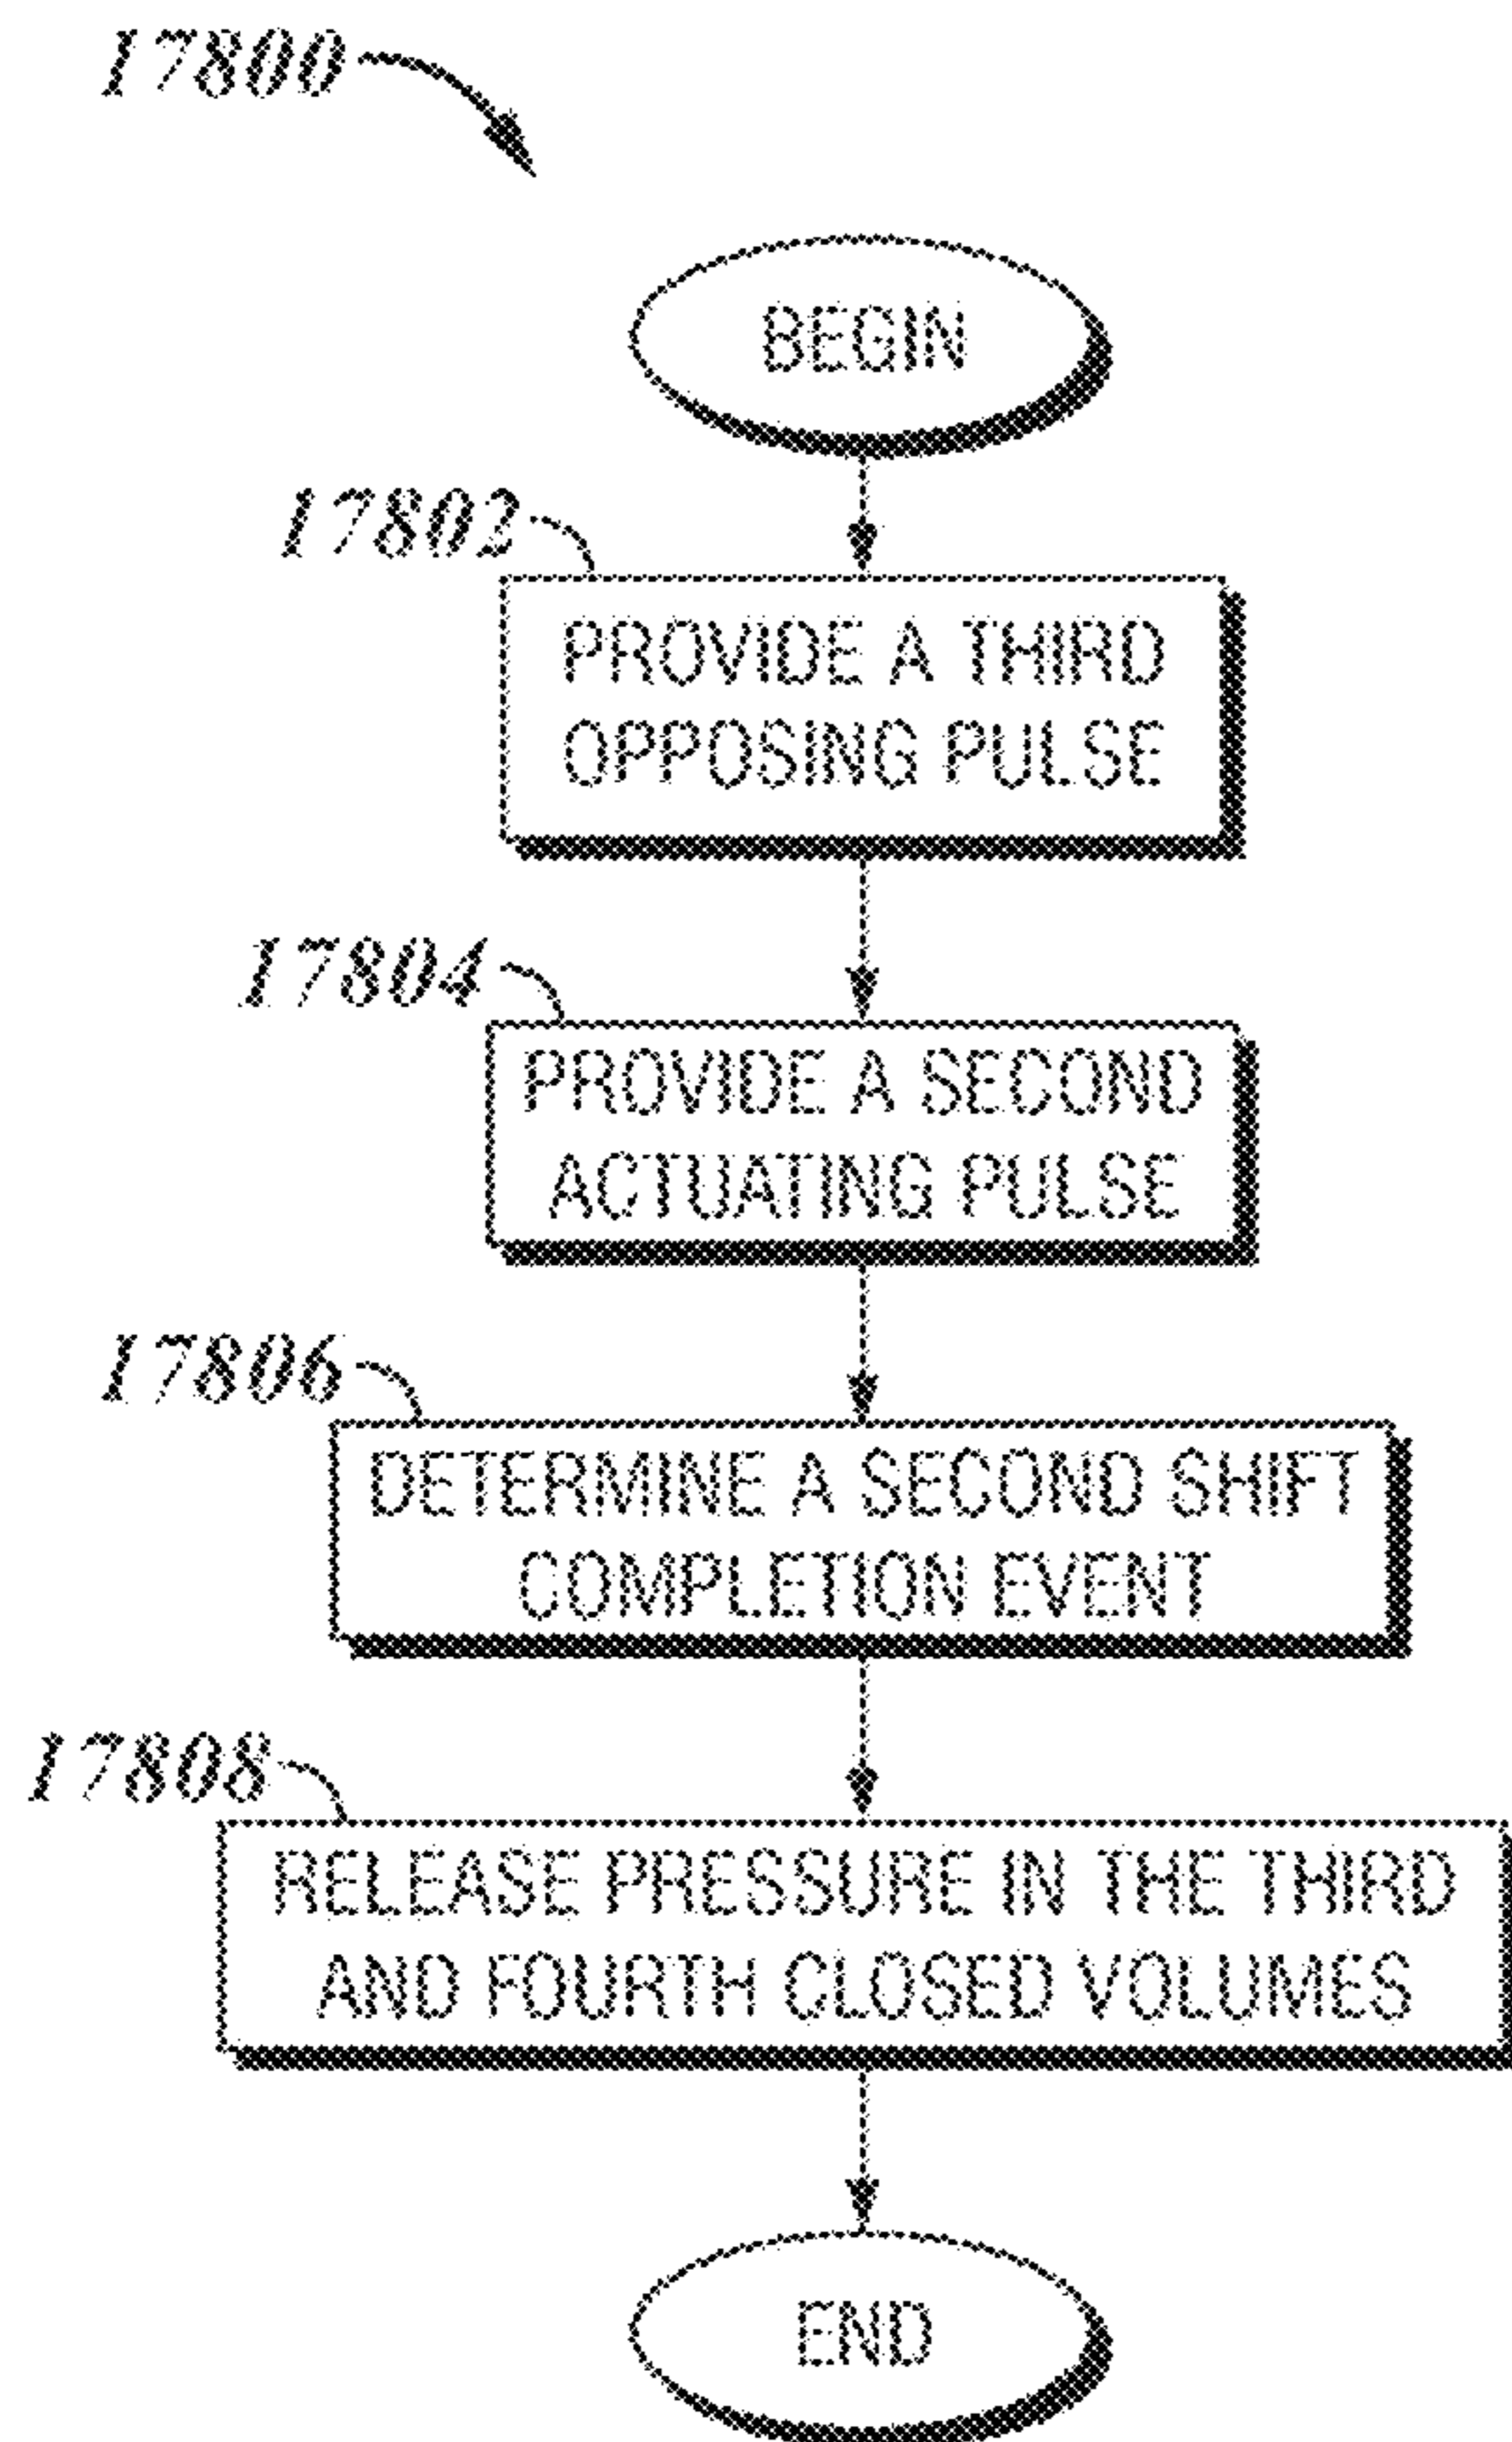 17800
BEGIN
17802
PROVIDE A THIRD
OPPOSING PULSE
17804
PROVIDE A SECOND
ACTUATING PULSE
17806
DETERMINE A SECOND SHIFT
COMPLETION EVENT
17808
RELEASE PRESSURE IN THE THIRD
AND FOURTH CLOSED VOLUMES
END